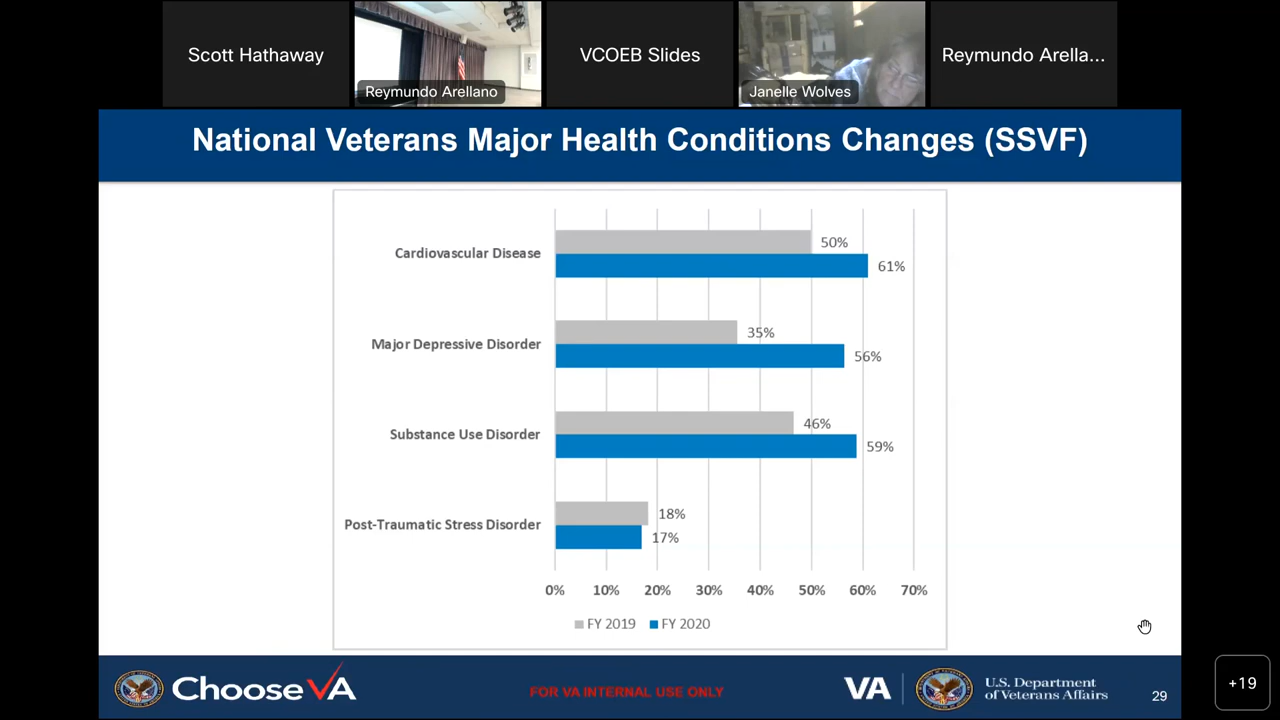 Scott Hathaway
Reymundo Arellano
VCOEB Slides
Janelle Wolves
Reymundo Arella...
National Veterans Major Health Conditions Changes (SSVF)
Cardiovascular Disease
50%
61%
Major Depressive Disorder
35%
56%
Substance Use Disorder
46%
59%
Post-Traumatic Stress Disorder
18%
17%
0% 10% 20% 30% 40% 50% 60% 70%
FY 2019 FY 2020
ChooseVA
FOR VA INTERNAL USE ONLY
VA
U.S. Department
of Veterans Affairs
29
+19